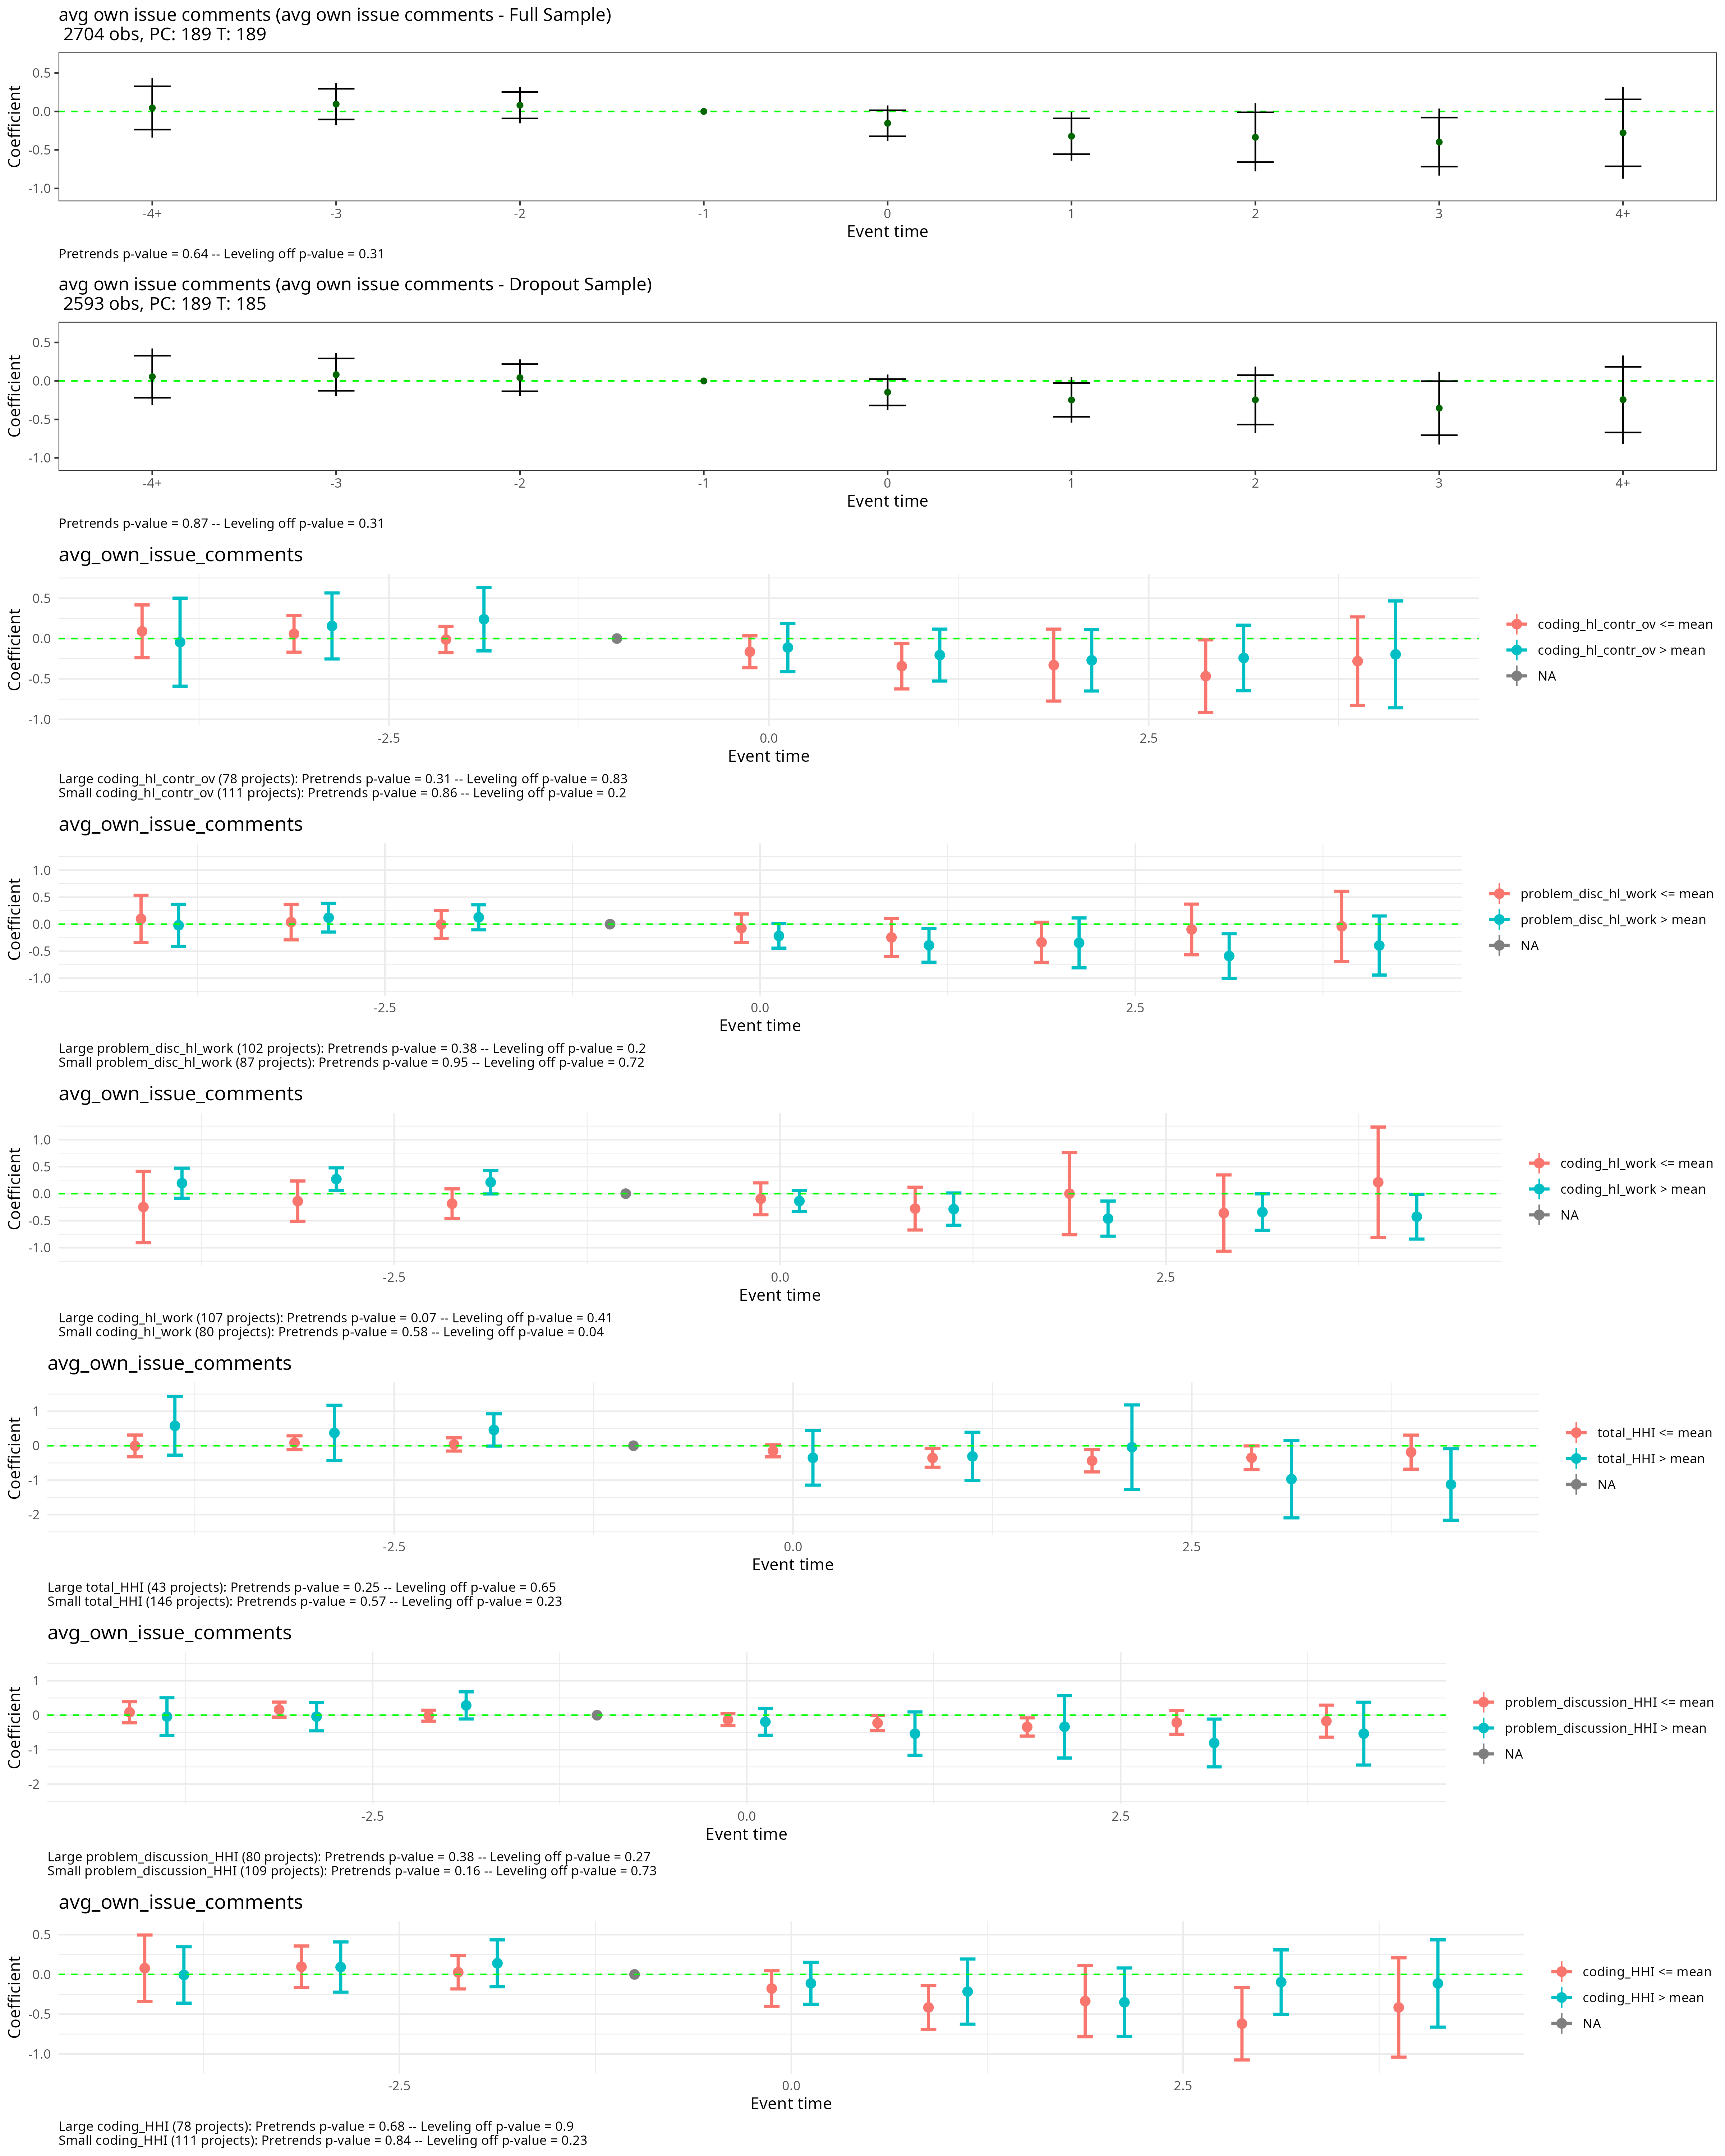 avg own issue comments (avg own issue comments - Full Sample)
2704 obs, PC: 189 T: 189
Coefficient
0.5
0.0
-0.5
-1.0
-4+ -3 -2 -1 0 1 2 3 4+
Event time
Pretrends p-value = 0.64 -- Leveling off p-value = 0.31
avg own issue comments (avg own issue comments - Dropout Sample)
2593 obs, PC: 189 T: 185
Coefficient
0.5
0.0
-0.5
-1.0
-4+ -3 -2 -1 0 1 2 3 4+
Event time
Pretrends p-value = 0.87 -- Leveling off p-value = 0.31
avg_own_issue_comments
Coefficient
0.5
0.0
-0.5
-1.0
-2.5 0.0 2.5
Event time
coding_hl_contr_ov <= mean
coding_hl_contr_ov > mean
NA
Large coding_hl_contr_ov (78 projects): Pretrends p-value = 0.31 -- Leveling off p-value = 0.83
Small coding_hl_contr_ov (111 projects): Pretrends p-value = 0.86 -- Leveling off p-value = 0.2
avg_own_issue_comments
Coefficient
1.0
0.5
0.0
-0.5
-1.0
-2.5 0.0 2.5
Event time
problem_disc_hl_work <= mean
problem_disc_hl_work > mean
NA
Large problem_disc_hl_work (102 projects): Pretrends p-value = 0.38 -- Leveling off p-value = 0.2
Small problem_disc_hl_work (87 projects): Pretrends p-value = 0.95 -- Leveling off p-value = 0.72
avg_own_issue_comments
Coefficient
1.0
0.5
0.0
-0.5
-1.0
-2.5 0.0 2.5
Event time
coding_hl_work <= mean
coding_hl_work > mean
NA
Large coding_hl_work (107 projects): Pretrends p-value = 0.07 -- Leveling off p-value = 0.41
Small coding_hl_work (80 projects): Pretrends p-value = 0.58 -- Leveling off p-value = 0.04
avg_own_issue_comments
Coefficient
1
0
-1
-2
-2.5 0.0 2.5
Event time
total_HHI <= mean
total_HHI > mean
NA
Large total_HHI (43 projects): Pretrends p-value = 0.25 -- Leveling off p-value = 0.65
Small total_HHI (146 projects): Pretrends p-value = 0.57 -- Leveling off p-value = 0.23
avg_own_issue_comments
Coefficient
1
0
-1
-2
-2.5 0.0 2.5
Event time
problem_discussion_HHI <= mean
problem_discussion_HHI > mean
NA
Large problem_discussion_HHI (80 projects): Pretrends p-value = 0.38 -- Leveling off p-value = 0.27
Small problem_discussion_HHI (109 projects): Pretrends p-value = 0.16 -- Leveling off p-value = 0.73
avg_own_issue_comments
Coefficient
0.5
0.0
-0.5
-1.0
-2.5 0.0 2.5
Event time
coding_HHI <= mean
coding_HHI > mean
NA
Large coding_HHI (78 projects): Pretrends p-value = 0.68 -- Leveling off p-value = 0.9
Small coding_HHI (111 projects): Pretrends p-value = 0.84 -- Leveling off p-value = 0.23